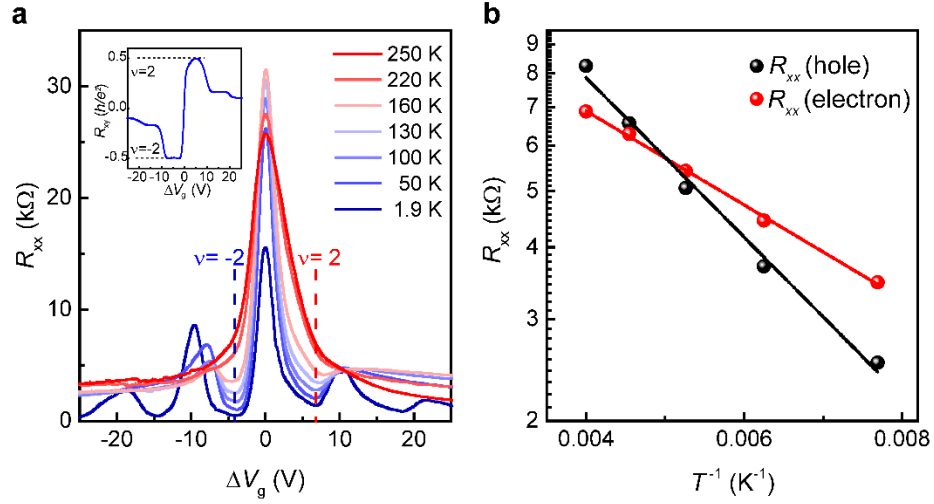 a
R_xx (kΩ)
30
20
10
0
-20
-10
0
10
20
ΔV_g (V)
R_xy (h/e²)
0.5
0.0
-0.5
ν=2
ν=-2
-20 -10 0 10 20
ΔV_g (V)
250 K
220 K
160 K
130 K
100 K
50 K
1.9 K
ν= -2
ν= 2
b
R_xx (kΩ)
9
8
7
6
5
4
3
2
R_xx (hole)
R_xx (electron)
0.004
0.006
0.008
T⁻¹ (K⁻¹)